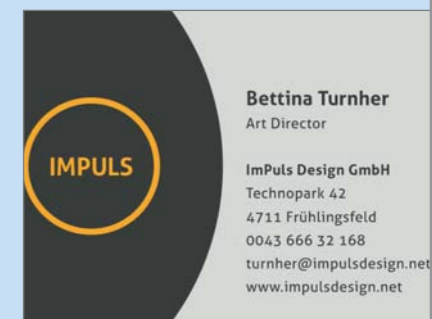 IMPULS
Bettina Turnher
Art Director
ImPuls Design GmbH
Technopark 42
4711 Frühlingsfeld
0043 666 32 168
turnher@impulsdesign.net
www.impulsdesign.net